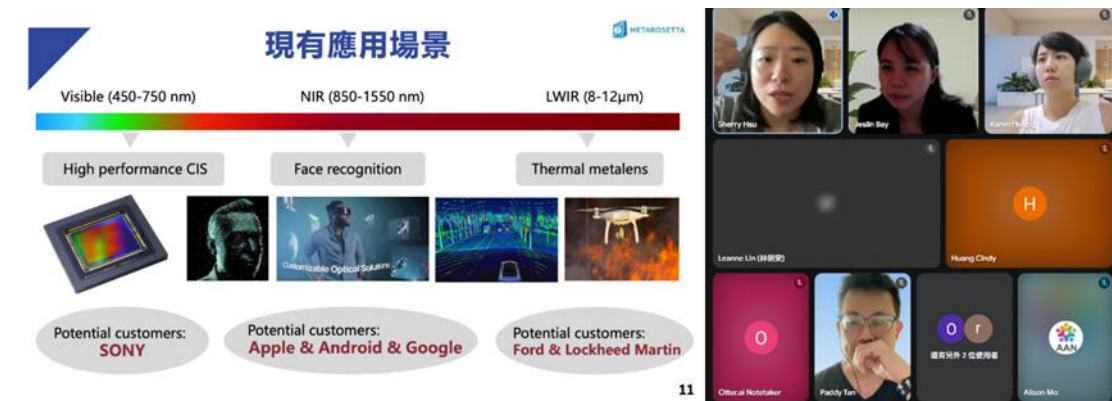 現有應用場景
METAROSETTA
Visible (450-750 nm)
NIR (850-1550 nm)
LWIR (8-12μm)
High performance CIS
Face recognition
Thermal metalens
Customizable Optical Solutions
Potential customers:
SONY
Potential customers:
Apple & Android & Google
Potential customers:
Ford & Lockheed Martin
11
Sherry Hsu
Jeslin Bay
Leanne Lin
H
Huang Cindy
O
Otter.ai Notetaker
Paddy Tan
O
r
還有另外 2 位使用者
AAN
Alison Mo